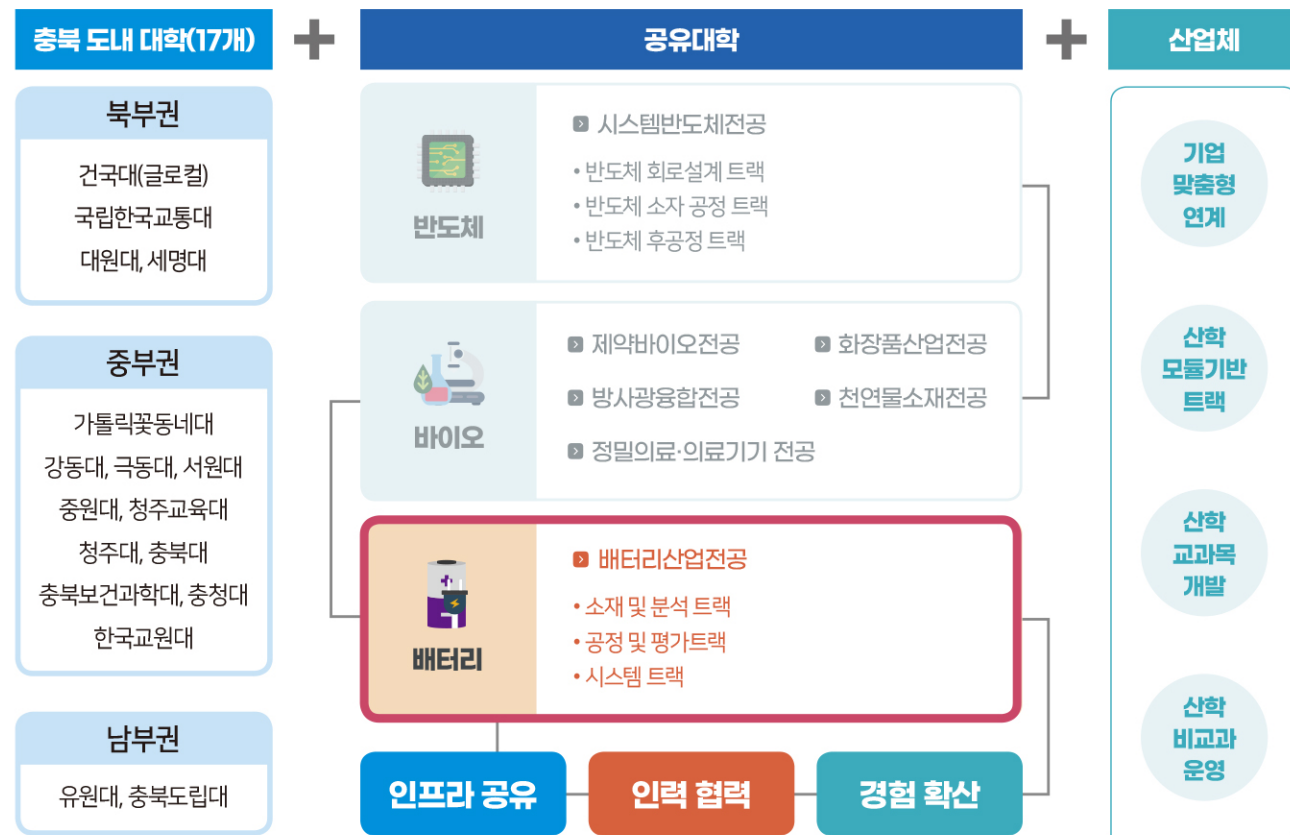 충북 도내 대학(17개)
북부권
건국대(글로컬)
국립한국교통대
대원대, 세명대
중부권
가톨릭꽃동네대
강동대, 극동대, 서원대
중원대, 청주교육대
청주대, 충북대
충북보건과학대, 충청대
한국교원대
남부권
유원대, 충북도립대
+
공유대학
반도체
시스템반도체전공
• 반도체 회로설계 트랙
• 반도체 소자 공정 트랙
• 반도체 후공정 트랙
바이오
제약바이오전공
화장품산업전공
방사광융합전공
천연물소재전공
정밀의료·의료기기 전공
배터리
배터리산업전공
• 소재 및 분석 트랙
• 공정 및 평가트랙
• 시스템 트랙
인프라 공유
인력 협력
경험 확산
+
산업체
기업
맞춤형
연계
산학
모듈기반
트랙
산학
교과목
개발
산학
비교과
운영